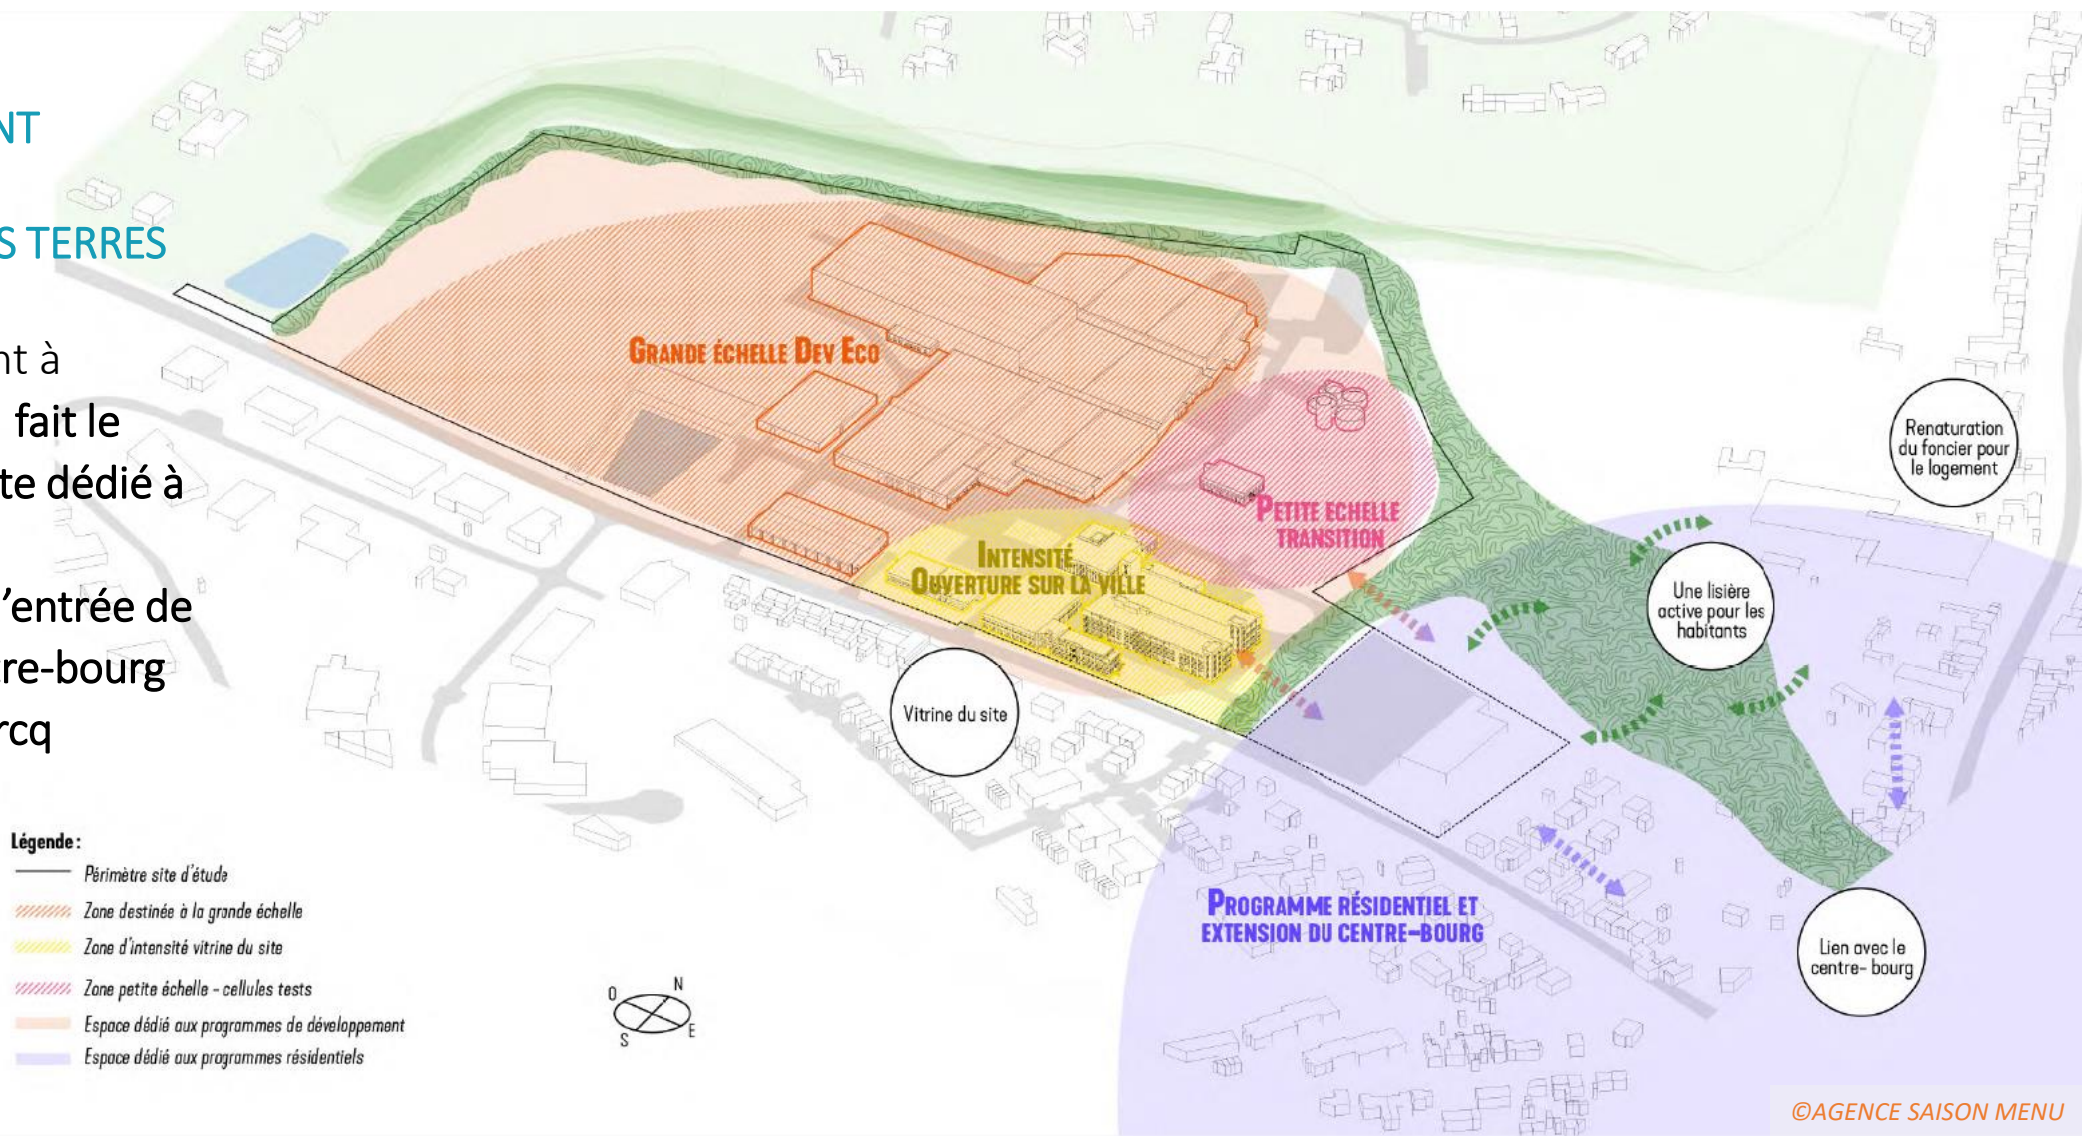 NT
S TERRES
nt à
fait le
te dédié à
'entrée de
re-bourg
rcq
GRANDE ÉCHELLE DEV ECO
PETITE ECHELLE
TRANSITION
INTENSITÉ
OUVERTURE SUR LA VILLE
Renaturation
du foncier pour
le logement
Une lisière
active pour les
habitants
Vitrine du site
PROGRAMME RÉSIDENTIEL ET
EXTENSION DU CENTRE-BOURG
Lien avec le
centre- bourg
Légende :
Périmètre site d'étude
Zone destinée à la grande échelle
Zone d'intensité vitrine du site
Zone petite échelle - cellules tests
Espace dédié aux programmes de développement
Espace dédié aux programmes résidentiels
O
N
S
E
©AGENCE SAISON MENU